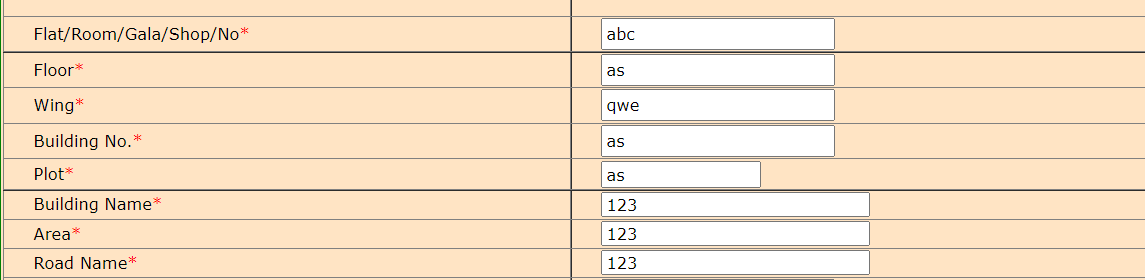 Flat/Room/Gala/Shop/No* abc
Floor* as
Wing* qwe
Building No.* as
Plot* as
Building Name* 123
Area* 123
Road Name* 123